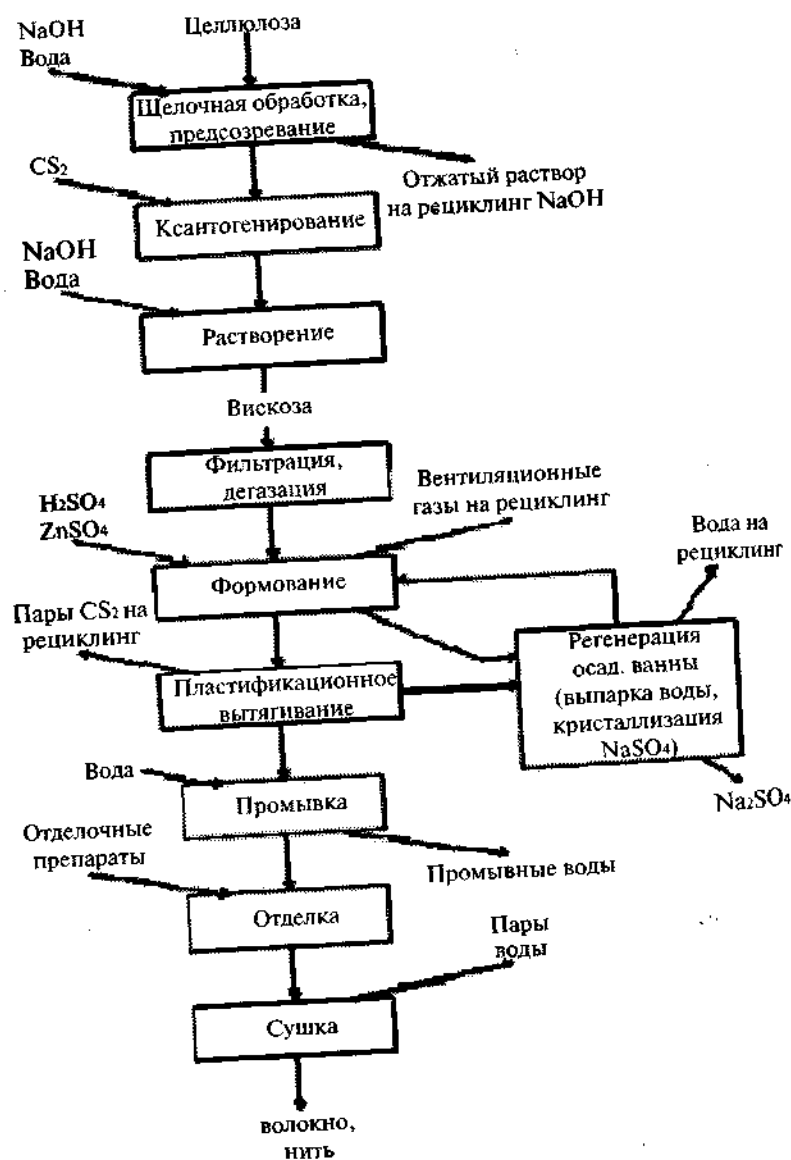 NaOH
Вода
Целлюлоза
Щелочная обработка,
предсозревание
CS2
Отжатый раствор
на рециклинг NaOH
Ксантогенирование
NaOH
Вода
Растворение
Вискоза
Фильтрация,
дегазация
H2SO4
ZnSO4
Вентиляционные
газы на рециклинг
Вода на
рециклинг
Формование
Пары CS2 на
рециклинг
Регенерация
осад. ванны
(выпарка воды,
кристаллизация
NaSO4)
Пластификационное
вытягивание
Na2SO4
Вода
Промывка
Отделочные
препараты
Промывные воды
Отделка
Пары
воды
Сушка
волокно,
нить